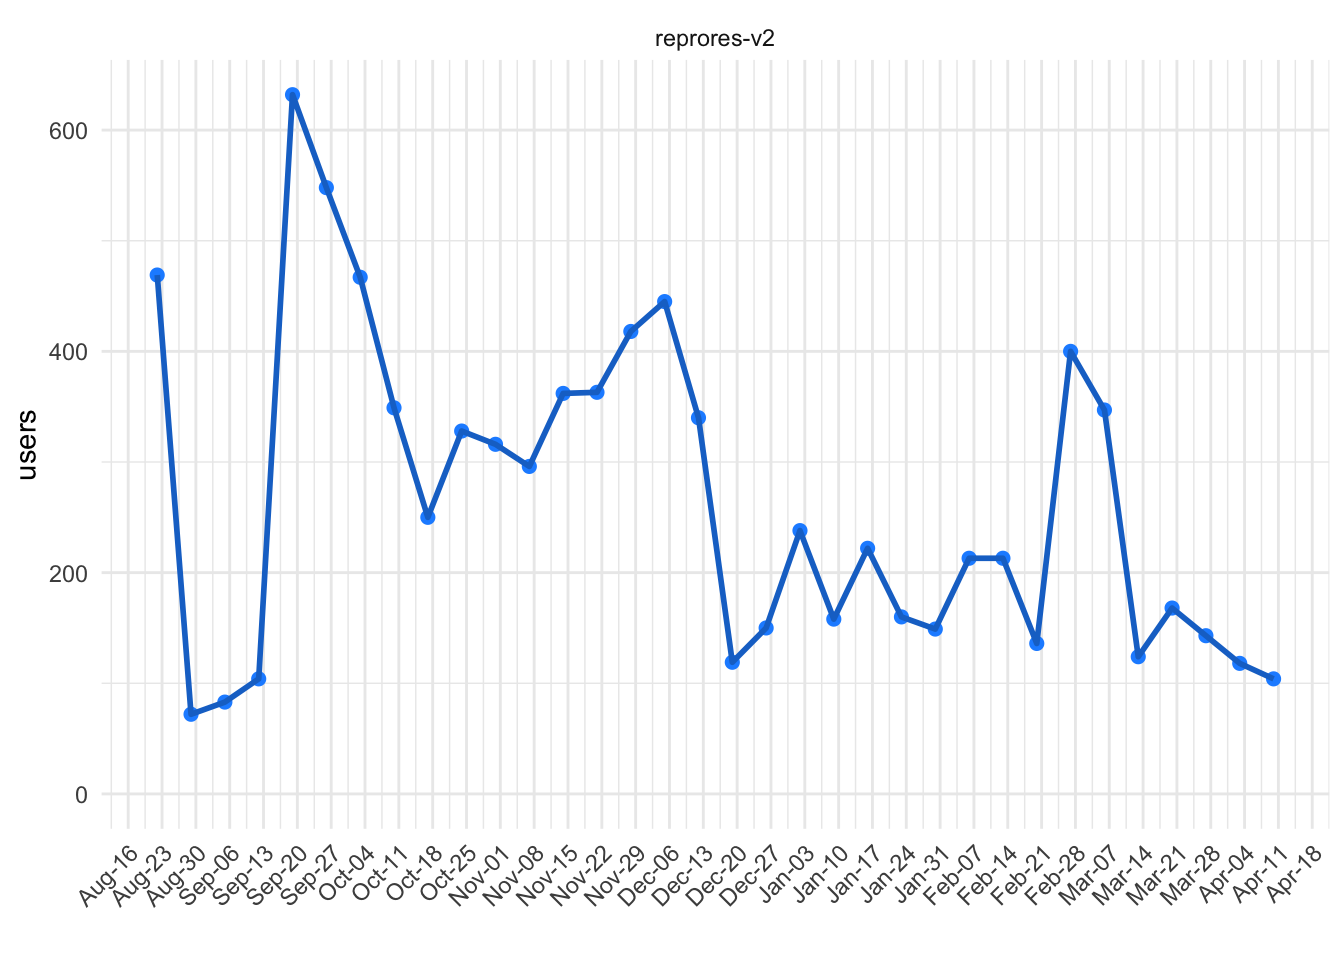 reprores-v2
600
400
200
0
users
Aug-16
Aug-23
Aug-30
Sep-06
Sep-13
Sep-20
Sep-27
Oct-04
Oct-11
Oct-18
Oct-25
Nov-01
Nov-08
Nov-15
Nov-22
Nov-29
Dec-06
Dec-13
Dec-20
Dec-27
Jan-03
Jan-10
Jan-17
Jan-24
Jan-31
Feb-07
Feb-14
Feb-21
Feb-28
Mar-07
Mar-14
Mar-21
Mar-28
Apr-04
Apr-11
Apr-18